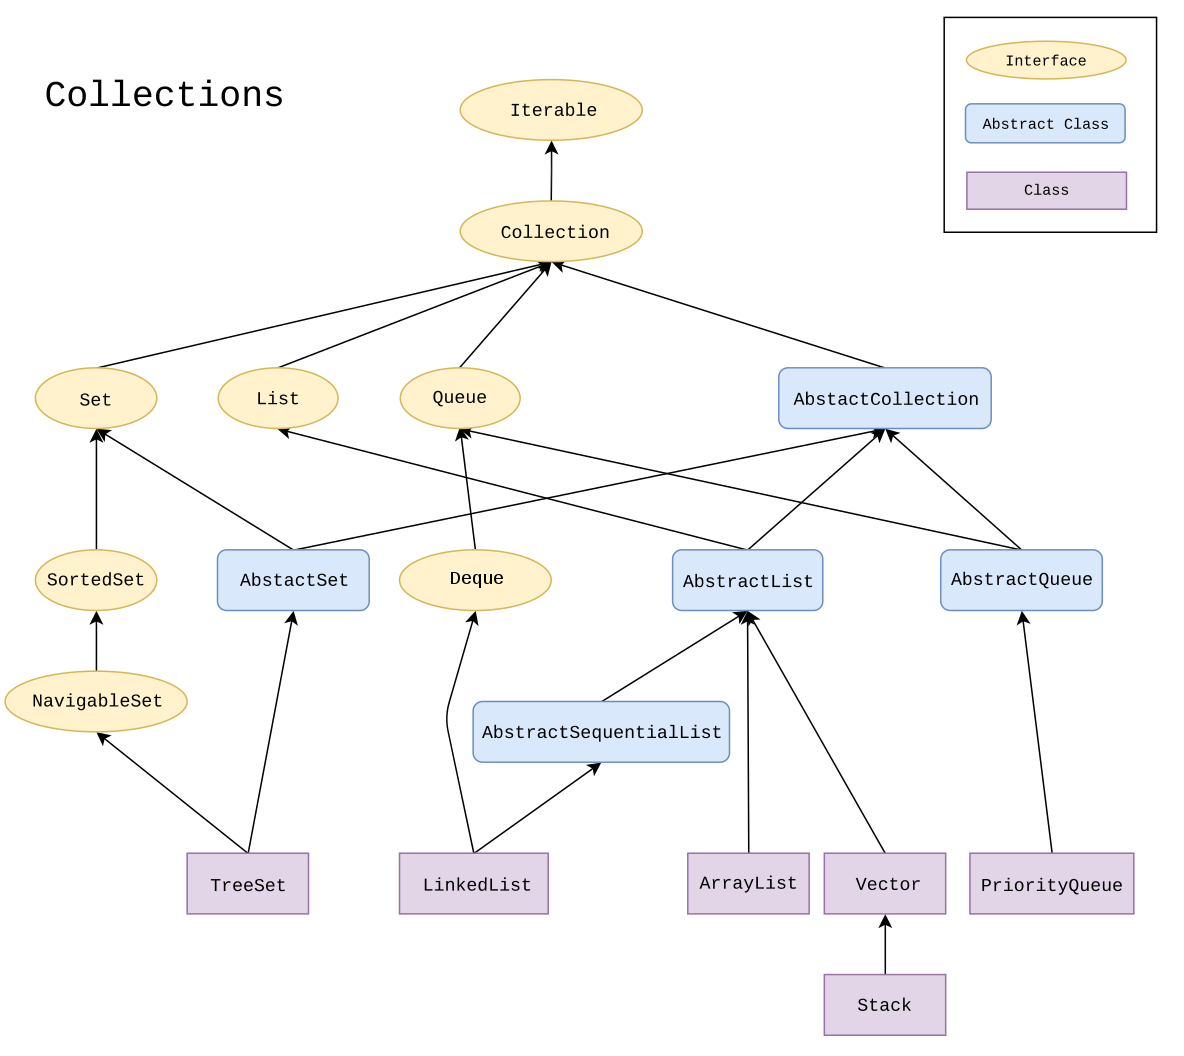 Collections
Interface
Abstract Class
Class
Iterable
Collection
Set
List
Queue
AbstactCollection
SortedSet
AbstactSet
Deque
AbstractList
AbstractQueue
NavigableSet
AbstractSequentialList
TreeSet
LinkedList
ArrayList
Vector
PriorityQueue
Stack